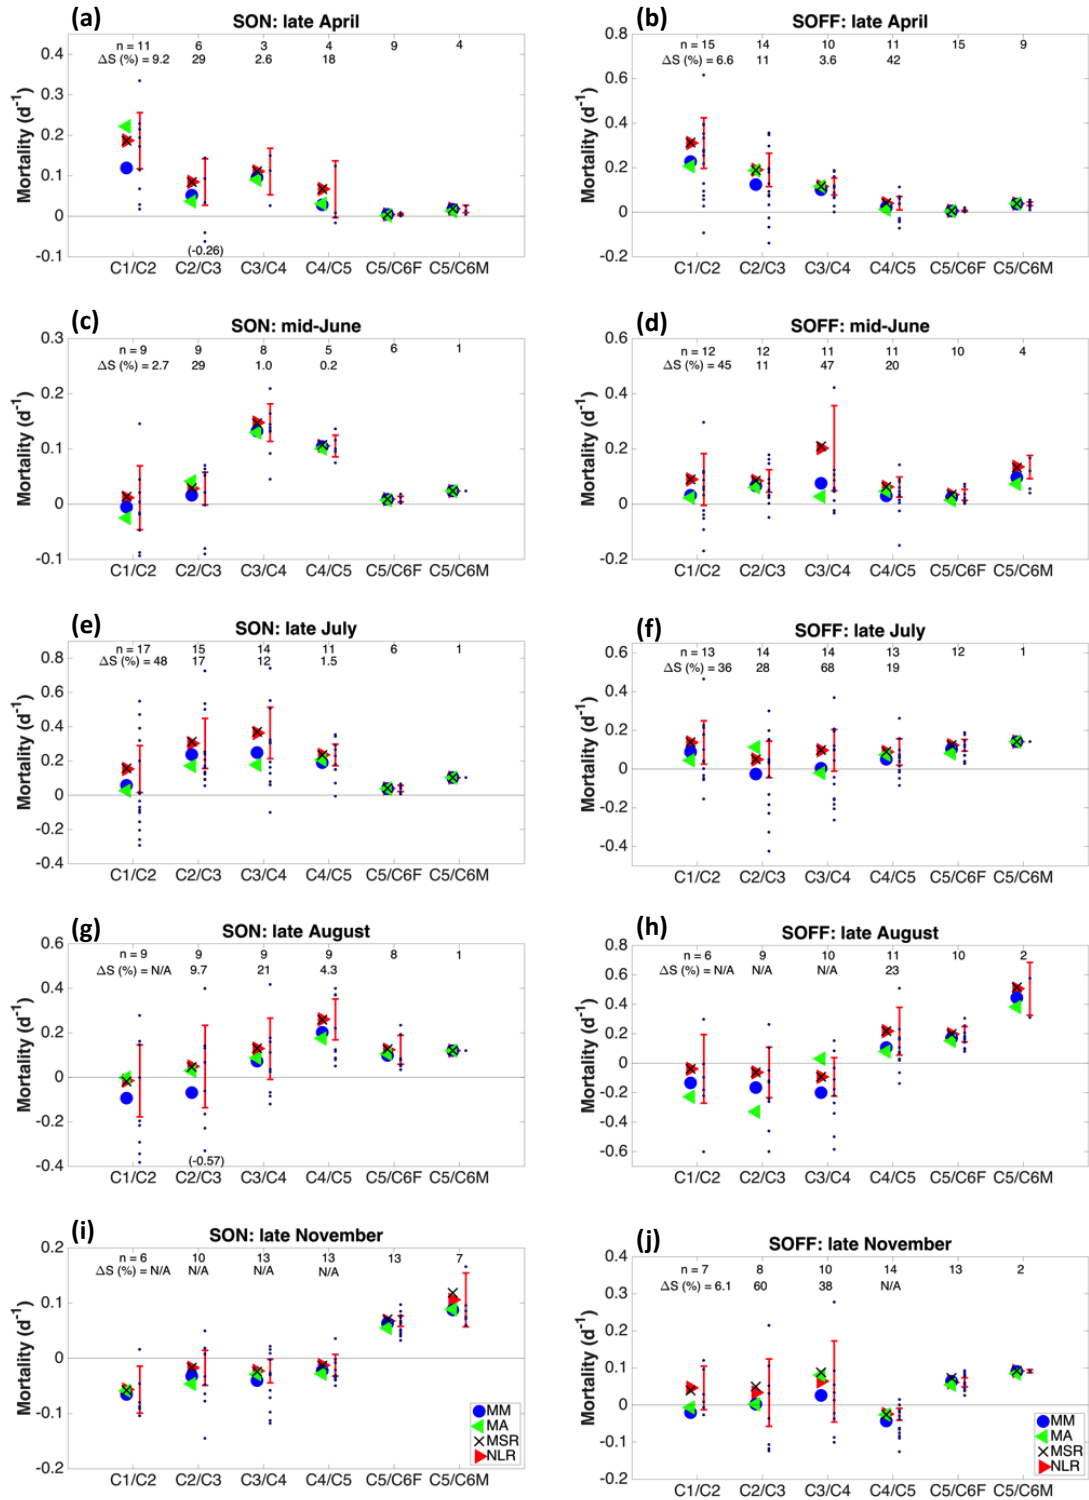 (a) SON: late April
n = 11 6 3 4 9 4
ΔS (%) = 9.2 29 2.6 18
0.4
0.3
0.2
0.1
0
-0.1
Mortality (d⁻¹)
(-0.26)
C1/C2 C2/C3 C3/C4 C4/C5 C5/C6F C5/C6M
(b) SOFF: late April
n = 15 14 10 11 15 9
ΔS (%) = 6.6 11 3.6 42
0.8
0.6
0.4
0.2
0
-0.2
Mortality (d⁻¹)
C1/C2 C2/C3 C3/C4 C4/C5 C5/C6F C5/C6M
(c) SON: mid-June
n = 9 9 8 5 6 1
ΔS (%) = 2.7 29 1.0 0.2
0.3
0.2
0.1
0
-0.1
Mortality (d⁻¹)
C1/C2 C2/C3 C3/C4 C4/C5 C5/C6F C5/C6M
(d) SOFF: mid-June
n = 12 12 11 11 10 4
ΔS (%) = 45 11 47 20
0.6
0.4
0.2
0
-0.2
Mortality (d⁻¹)
C1/C2 C2/C3 C3/C4 C4/C5 C5/C6F C5/C6M
(e) SON: late July
n = 17 15 14 11 6 1
ΔS (%) = 48 17 12 1.5
0.8
0.6
0.4
0.2
0
-0.2
-0.4
Mortality (d⁻¹)
C1/C2 C2/C3 C3/C4 C4/C5 C5/C6F C5/C6M
(f) SOFF: late July
n = 13 14 14 13 12 1
ΔS (%) = 36 28 68 19
0.6
0.4
0.2
0
-0.2
-0.4
Mortality (d⁻¹)
C1/C2 C2/C3 C3/C4 C4/C5 C5/C6F C5/C6M
(g) SON: late August
n = 9 9 9 9 8 1
ΔS (%) = N/A 9.7 21 4.3
0.6
0.4
0.2
0
-0.2
-0.4
Mortality (d⁻¹)
(-0.57)
C1/C2 C2/C3 C3/C4 C4/C5 C5/C6F C5/C6M
(h) SOFF: late August
n = 6 9 10 11 10 2
ΔS (%) = N/A N/A N/A 23
0.8
0.6
0.4
0.2
0
-0.2
-0.4
-0.6
Mortality (d⁻¹)
C1/C2 C2/C3 C3/C4 C4/C5 C5/C6F C5/C6M
(i) SON: late November
n = 6 10 13 13 13 7
ΔS (%) = N/A N/A N/A N/A
0.2
0.1
0
-0.1
-0.2
Mortality (d⁻¹)
MM
MA
MSR
NLR
C1/C2 C2/C3 C3/C4 C4/C5 C5/C6F C5/C6M
(j) SOFF: late November
n = 7 8 10 14 13 2
ΔS (%) = 6.1 60 38 N/A
0.4
0.3
0.2
0.1
0
-0.1
-0.2
Mortality (d⁻¹)
MM
MA
MSR
NLR
C1/C2 C2/C3 C3/C4 C4/C5 C5/C6F C5/C6M